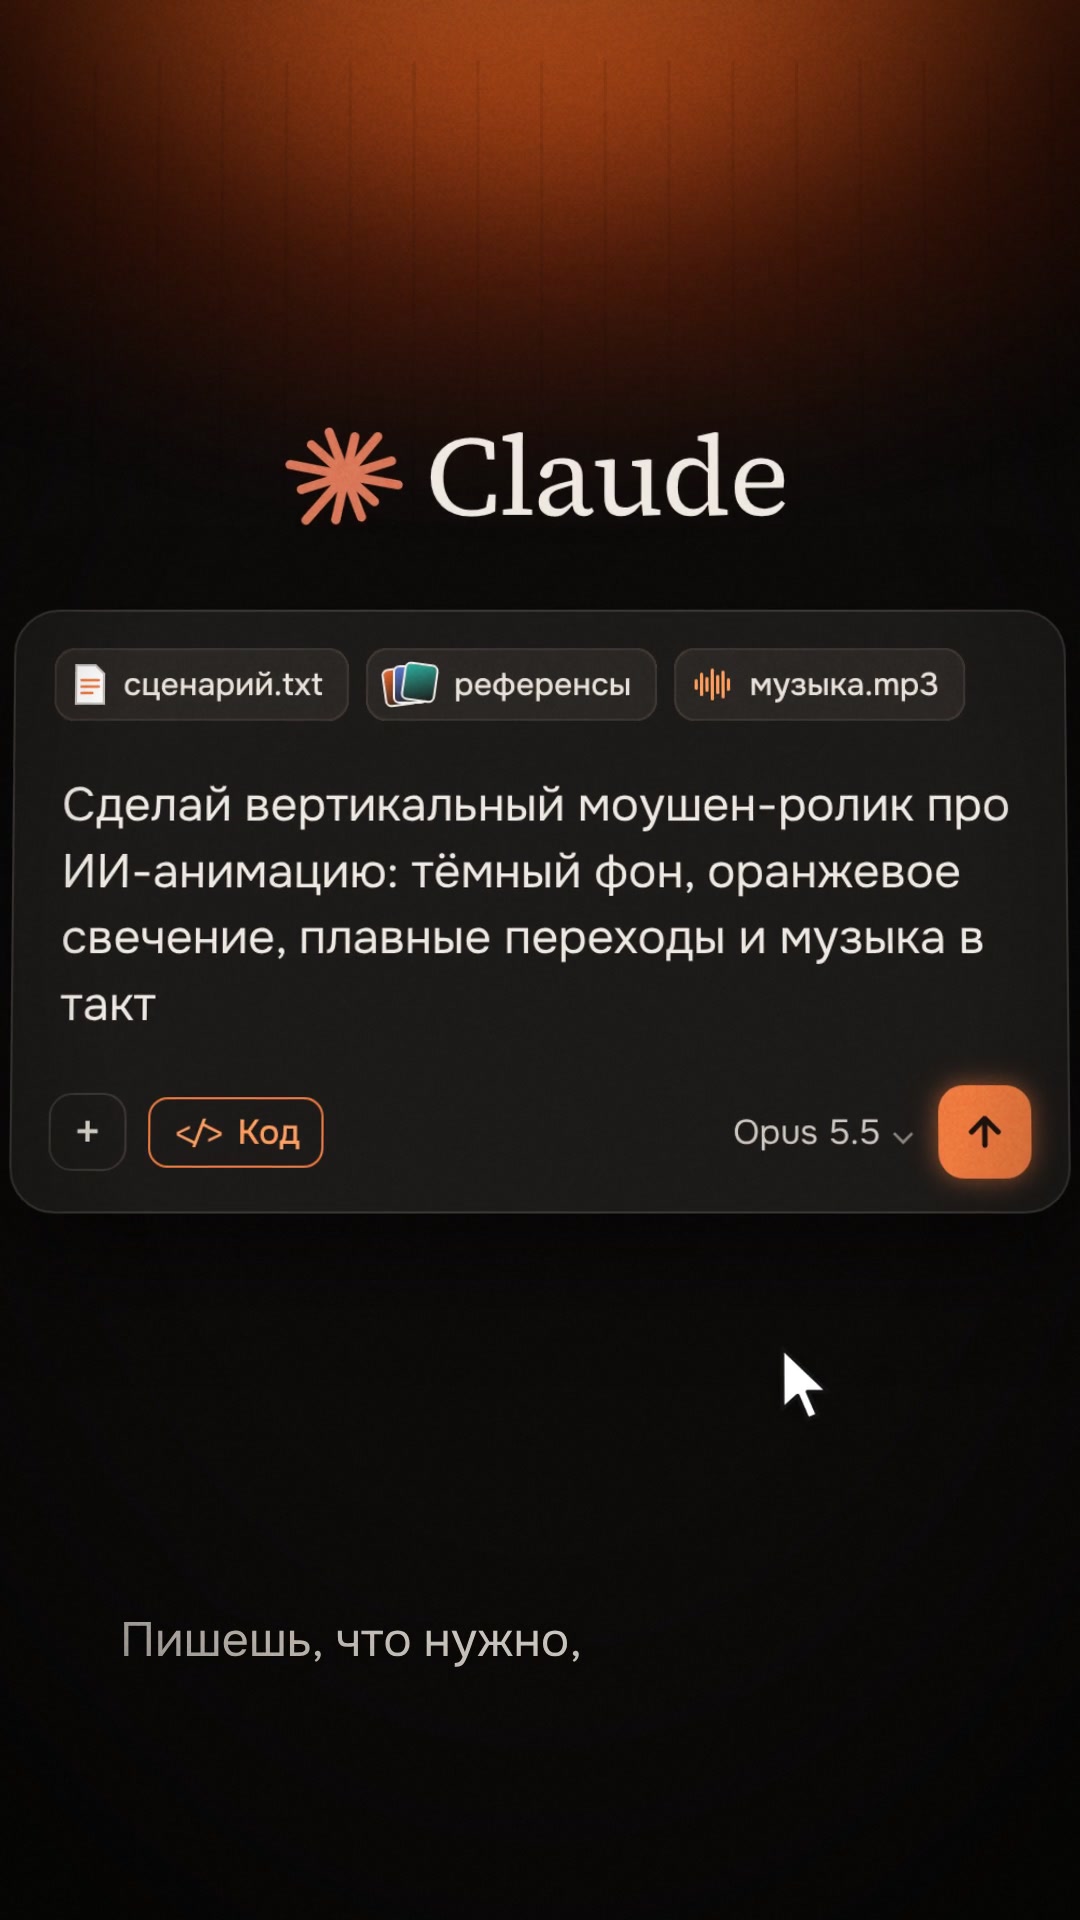 Claude
сценарий.txt
референсы
музыка.mp3
Сделай вертикальный моушен-ролик про
ИИ-анимацию: тёмный фон, оранжевое
свечение, плавные переходы и музыка в
такт
+
</> Код
Opus 5.5
Пишешь, что нужно,